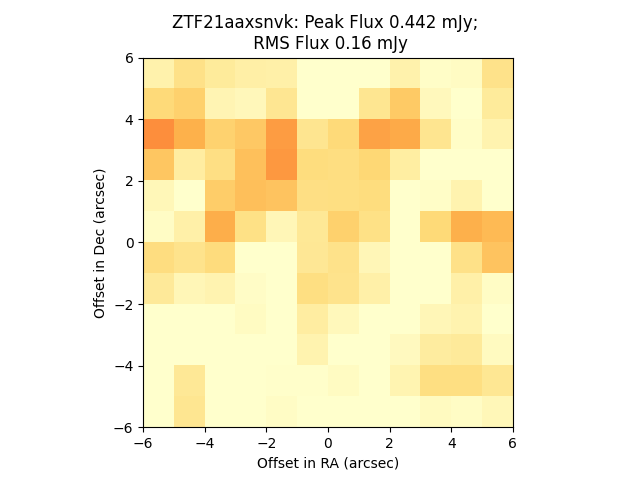 ZTF21aaxsnvk: Peak Flux 0.442 mJy;
RMS Flux 0.16 mJy
6
4
2
0
−2
−4
−6
Offset in Dec (arcsec)
−6 −4 −2 0 2 4 6
Offset in RA (arcsec)